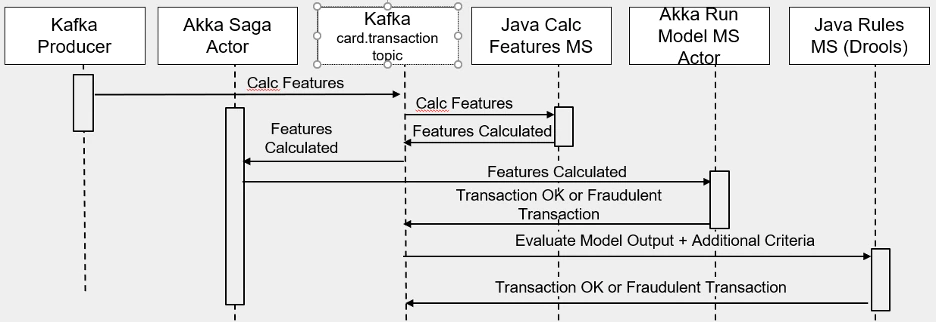 Kafka
Producer
Akka Saga
Actor
Kafka
card.transaction
topic
Java Calc
Features MS
Akka Run
Model MS
Actor
Java Rules
MS (Drools)
Calc Features
Calc Features
Features Calculated
Features
Calculated
Features Calculated
Transaction OK or Fraudulent
Transaction
Evaluate Model Output + Additional Criteria
Transaction OK or Fraudulent Transaction